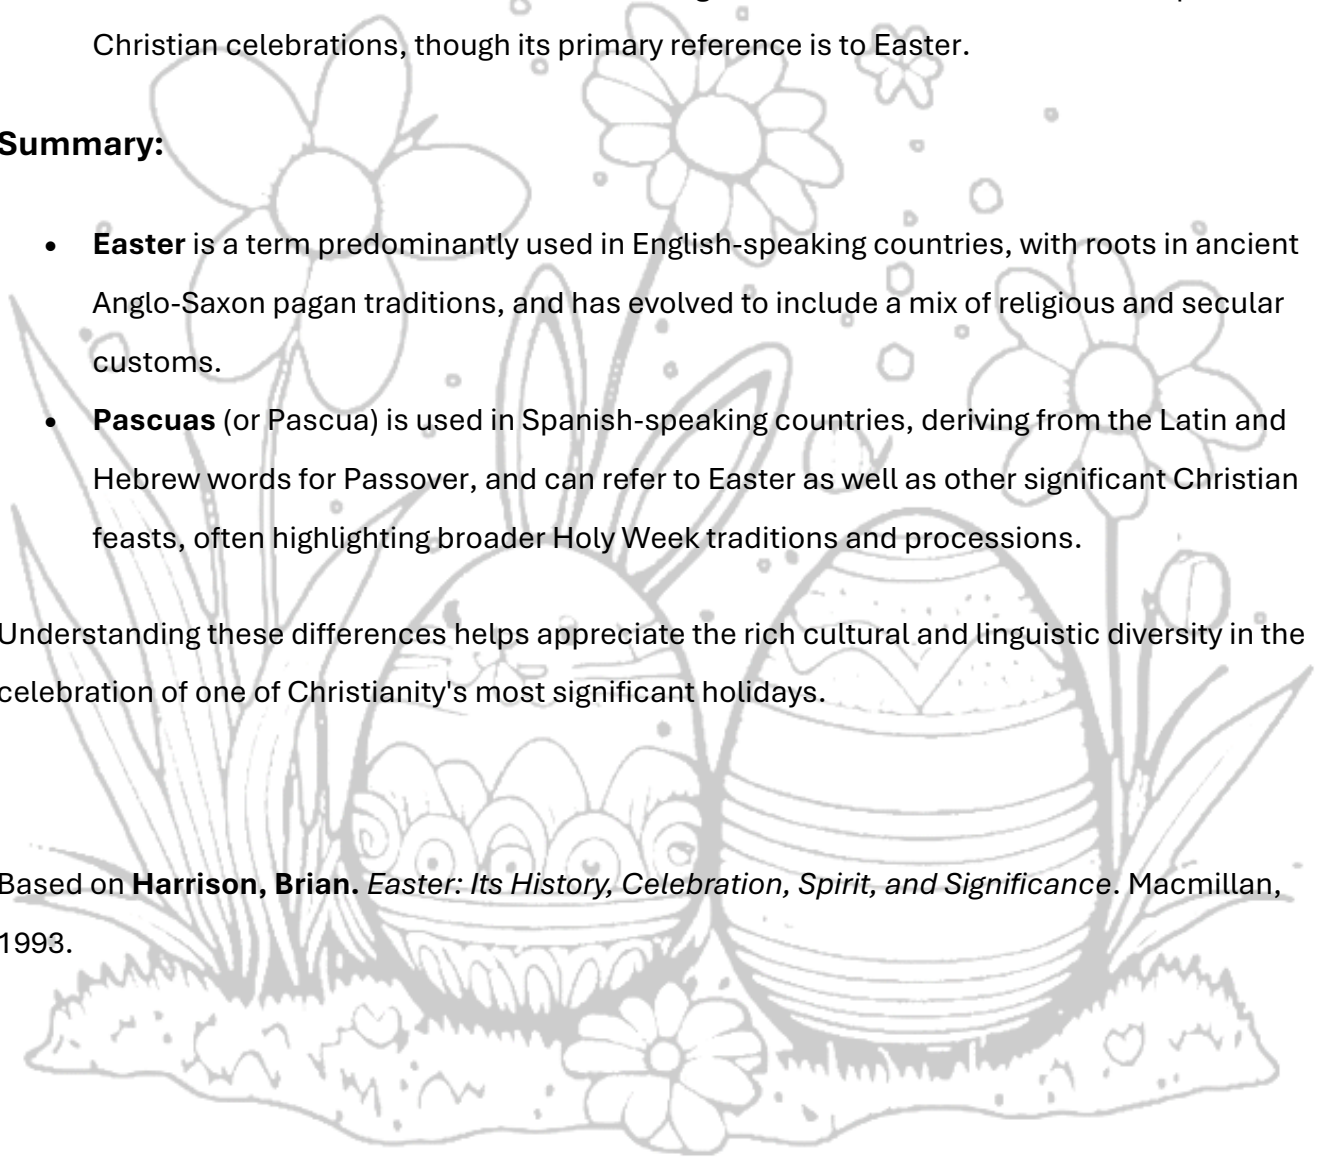 Christian celebrations, though its primary reference is to Easter.
Summary:
• Easter is a term predominantly used in English-speaking countries, with roots in ancient
Anglo-Saxon pagan traditions, and has evolved to include a mix of religious and secular
customs.
• Pascuas (or Pascua) is used in Spanish-speaking countries, deriving from the Latin and
Hebrew words for Passover, and can refer to Easter as well as other significant Christian
feasts, often highlighting broader Holy Week traditions and processions.
Understanding these differences helps appreciate the rich cultural and linguistic diversity in the
celebration of one of Christianity's most significant holidays.
Based on Harrison, Brian. Easter: Its History, Celebration, Spirit, and Significance. Macmillan,
1993.